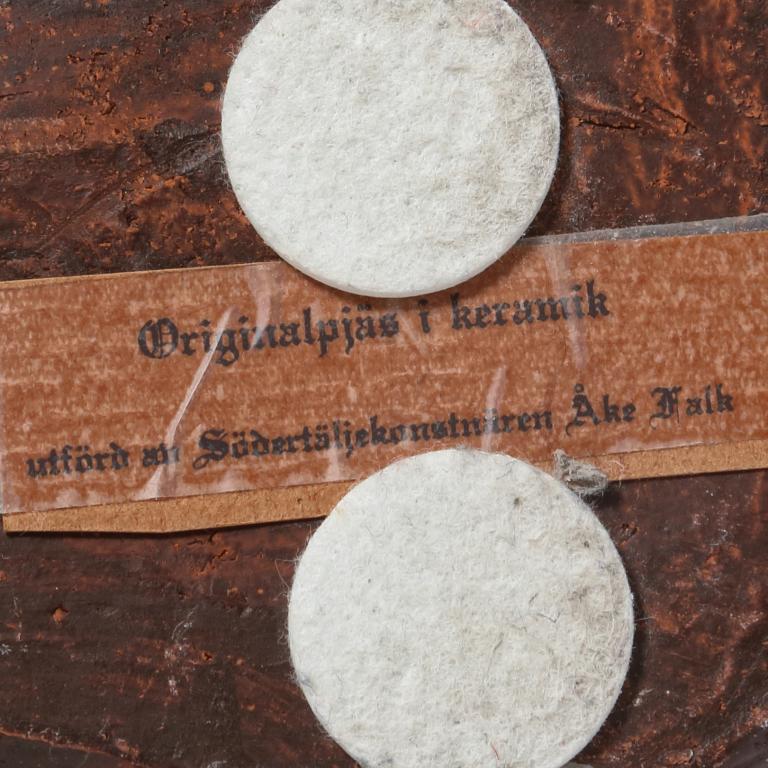 Originalpjäs i keramik
utförd av Södertäljekonstnären Åke Falk